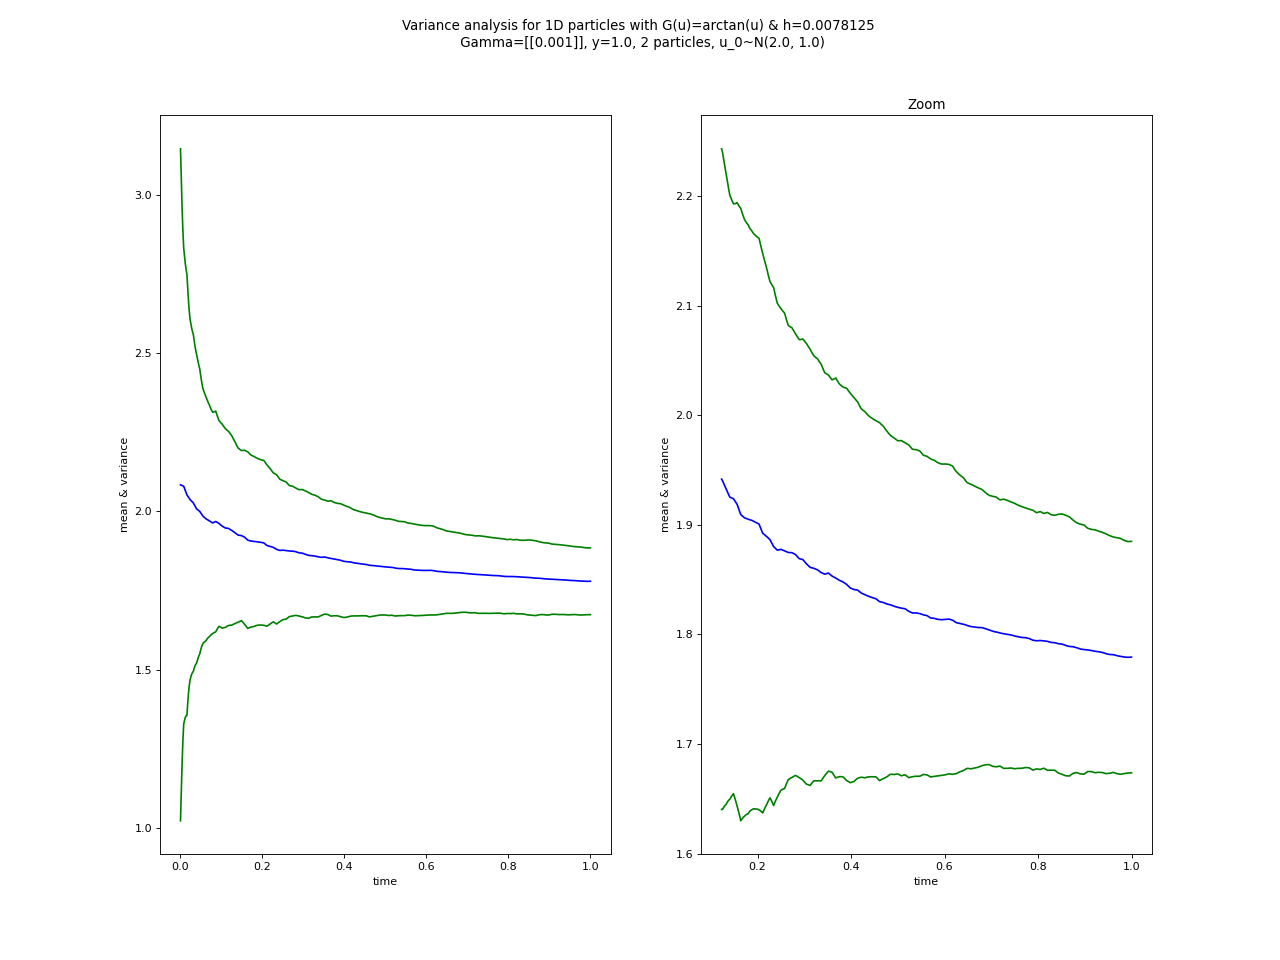 Variance analysis for 1D particles with G(u)=arctan(u) & h=0.0078125
Gamma=[[0.001]], y=1.0, 2 particles, u_0~N(2.0, 1.0)
mean & variance
3.0
2.5
2.0
1.5
1.0
0.0 0.2 0.4 0.6 0.8 1.0
time
Zoom
mean & variance
2.2
2.1
2.0
1.9
1.8
1.7
1.6
0.2 0.4 0.6 0.8 1.0
time